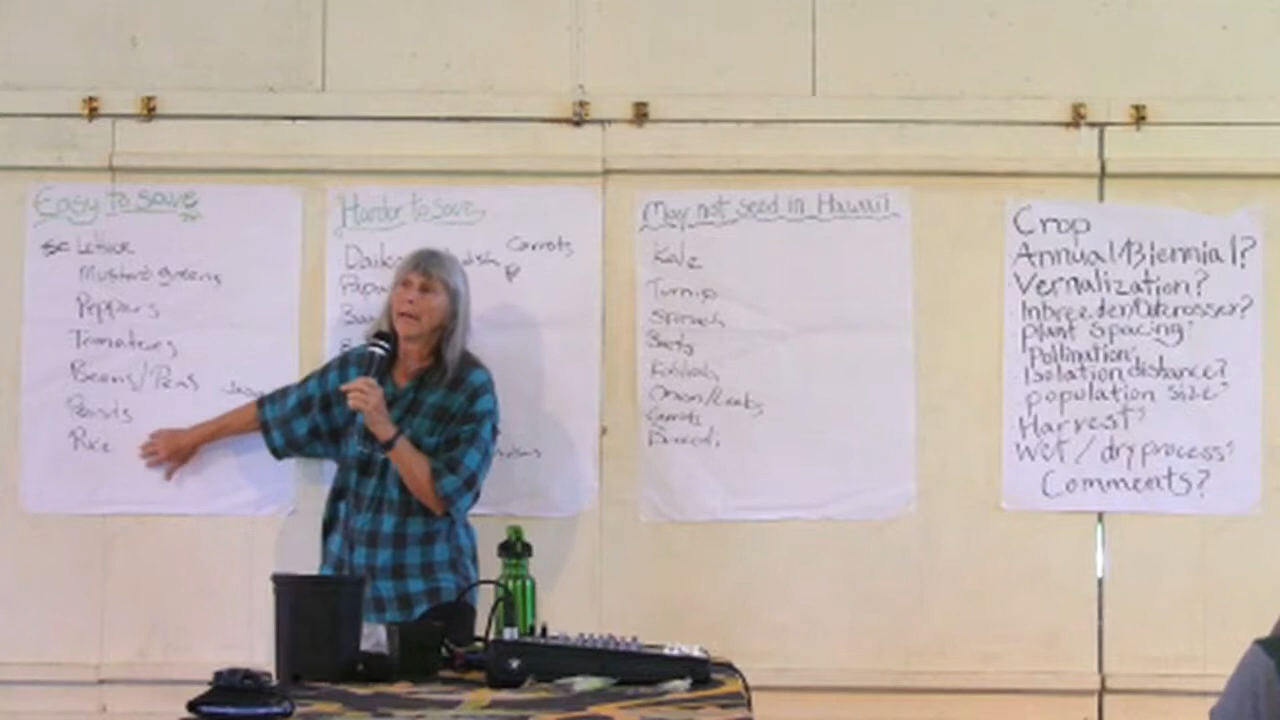 Easy to save
Lettuce
Mustard greens
Peppers
Tomatoes
Beans/Peas
Rice
Harder to save
Carrots
May not seed in Hawaii
Kale
Turnip
Spinach
Beets
Kohlrabi
Onion/Leeks
Carrots
Broccoli
Crop
Annual/Biennial?
Vernalization?
Inbreeder/Outcrosser?
plant spacing?
Pollination?
Isolation distance?
population size?
Harvest?
Wet/dry process?
Comments?